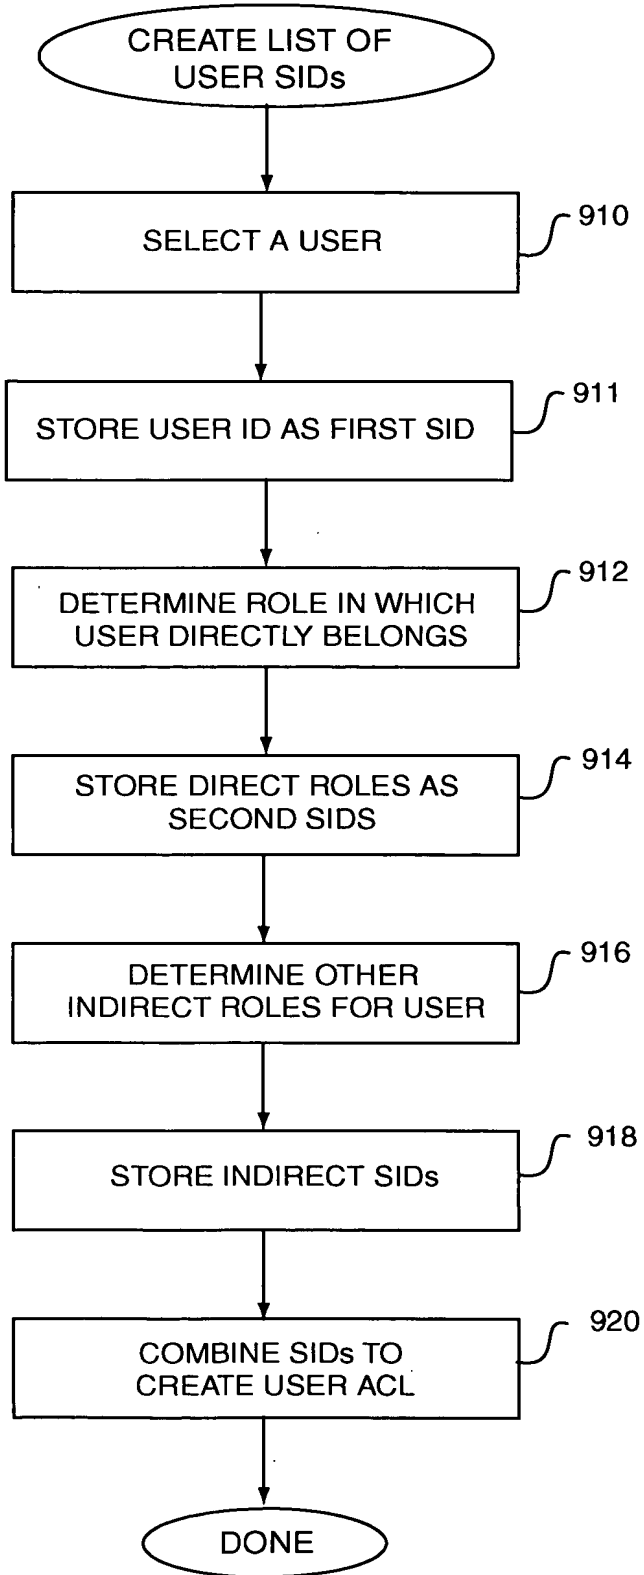 CREATE LIST OF
USER SIDs
910
SELECT A USER
911
STORE USER ID AS FIRST SID
912
DETERMINE ROLE IN WHICH
USER DIRECTLY BELONGS
914
STORE DIRECT ROLES AS
SECOND SIDS
916
DETERMINE OTHER
INDIRECT ROLES FOR USER
918
STORE INDIRECT SIDs
920
COMBINE SIDs TO
CREATE USER ACL
DONE